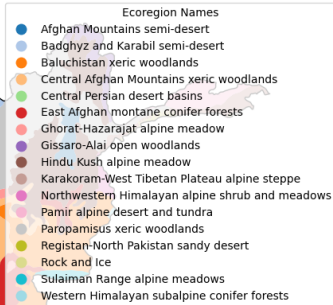 Ecoregion Names
Afghan Mountains semi-desert
Badghyz and Karabil semi-desert
Baluchistan xeric woodlands
Central Afghan Mountains xeric woodlands
Central Persian desert basins
East Afghan montane conifer forests
Ghorat-Hazarajat alpine meadow
Gissaro-Alai open woodlands
Hindu Kush alpine meadow
Karakoram-West Tibetan Plateau alpine steppe
Northwestern Himalayan alpine shrub and meadows
Pamir alpine desert and tundra
Paropamisus xeric woodlands
Registan-North Pakistan sandy desert
Rock and Ice
Sulaiman Range alpine meadows
Western Himalayan subalpine conifer forests